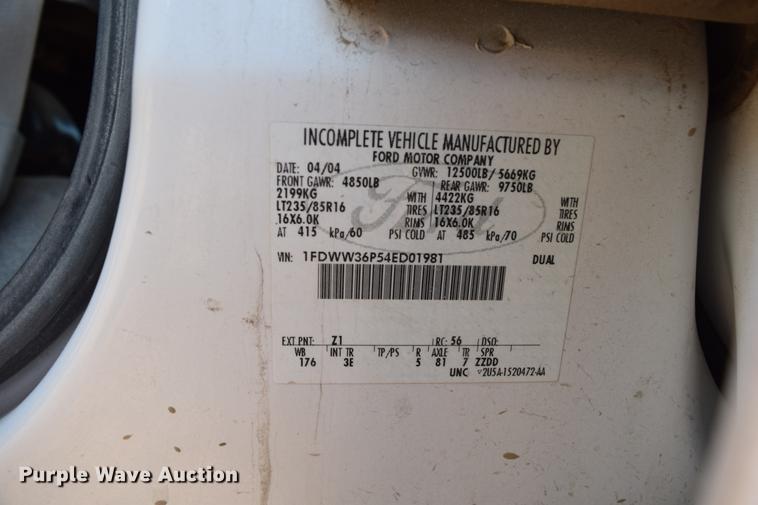 INCOMPLETE VEHICLE MANUFACTURED BY
FORD MOTOR COMPANY
DATE: 04/04 GVWR: 12500LB/5669KG
FRONT GAWR: 4850LB REAR GAWR: 9750LB
2199KG WITH 4422KG WITH
LT235/85R16 TIRES LT235/85R16 TIRES
16X6.0K RIMS 16X6.0K RIMS
AT 415 kPa/60 PSI COLD AT 485 kPa/70 PSI COLD
VIN: 1FDWW36P54ED01981 DUAL
Ford
EXT PNT: Z1 RC: 56 DSO:
WB INT TR TP/PS R AXLE TR SPR
176 3E 5 81 7 ZZDD
UNC V2U5A-1520472-AA
Purple Wave Auction